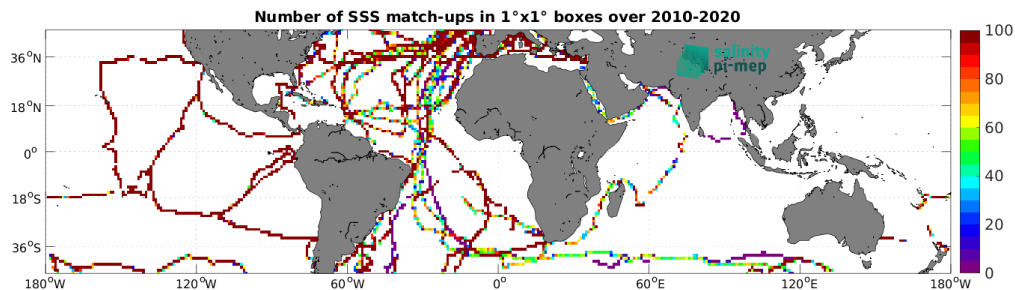 Number of SSS match-ups in 1°x1° boxes over 2010-2020
36°N
18°N
0°
18°S
36°S
180°W
120°W
60°W
0°
60°E
120°E
180°W
salinity
pi-mep
100
80
60
40
20
0